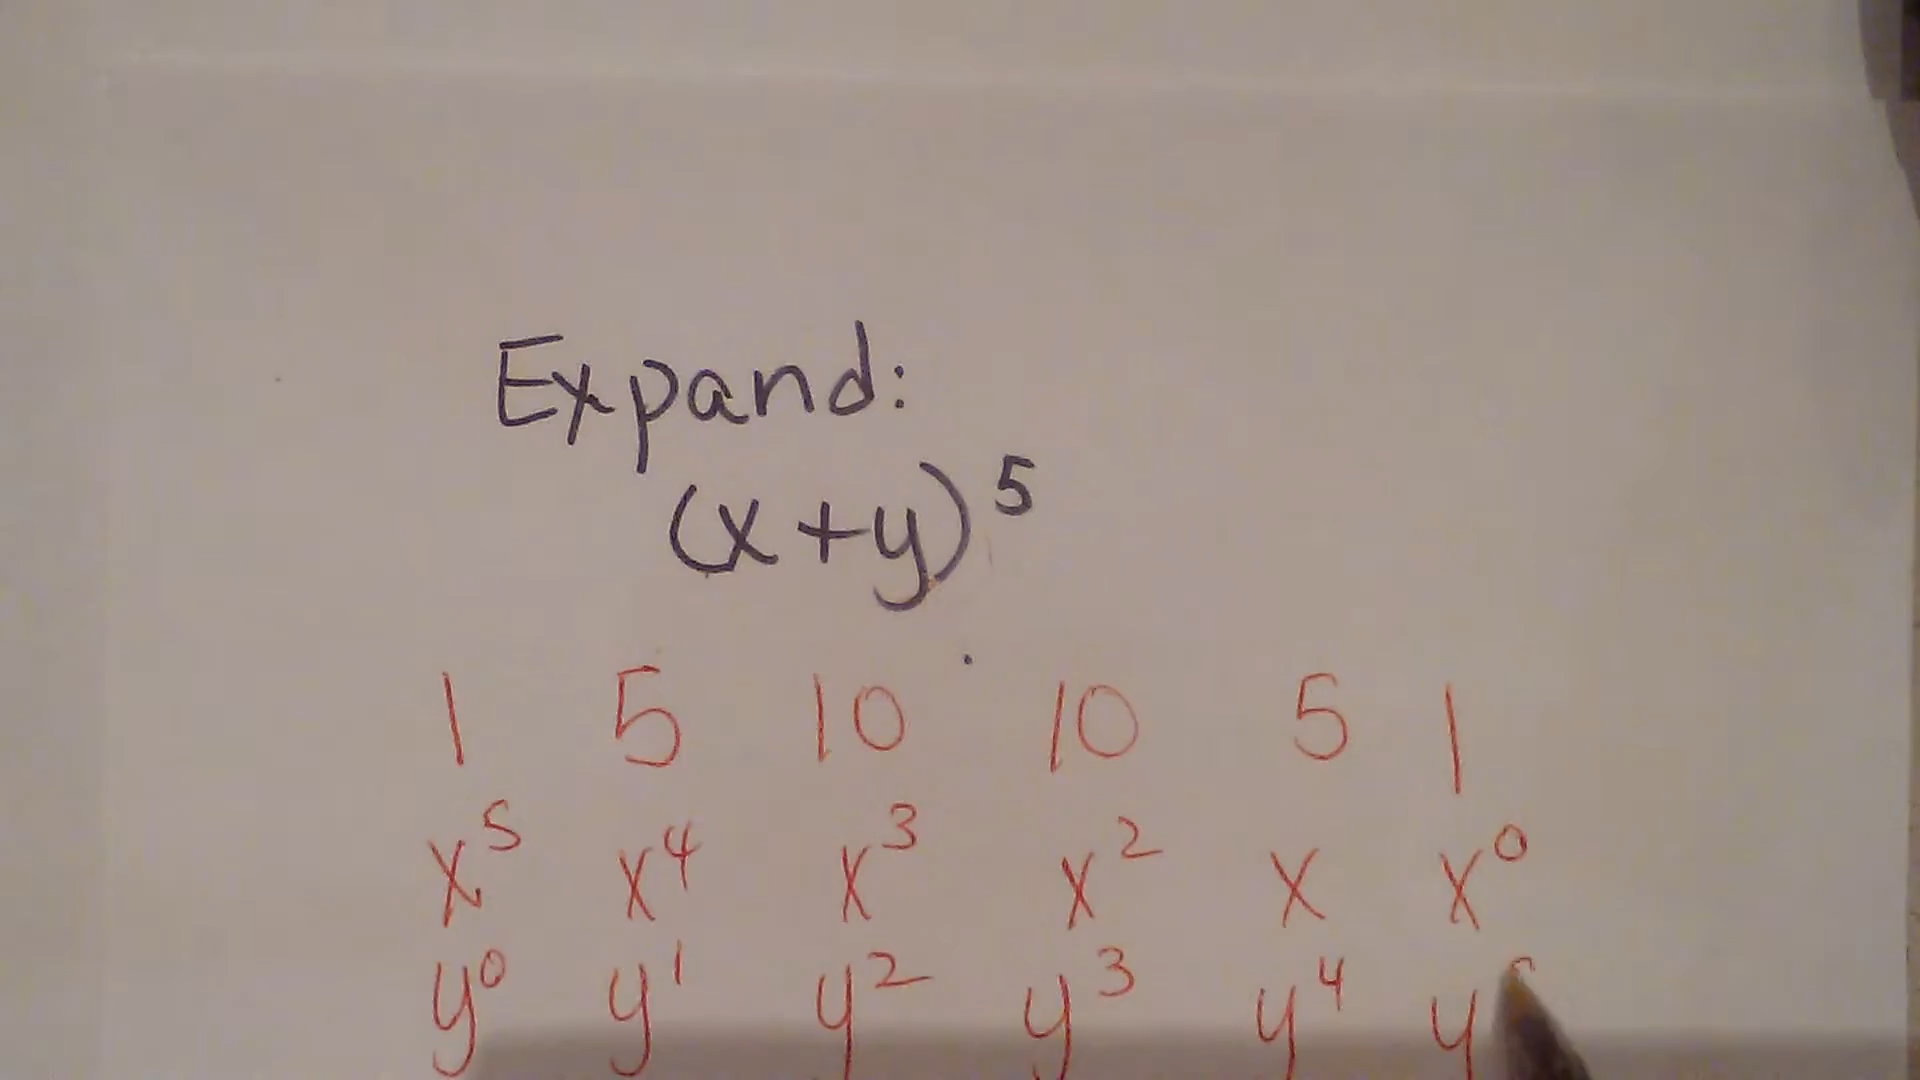 Expand:
(x+y)⁵
1 5 10 10 5 1
x⁵ x⁴ x³ x² x x⁰
y⁰ y¹ y² y³ y⁴ y